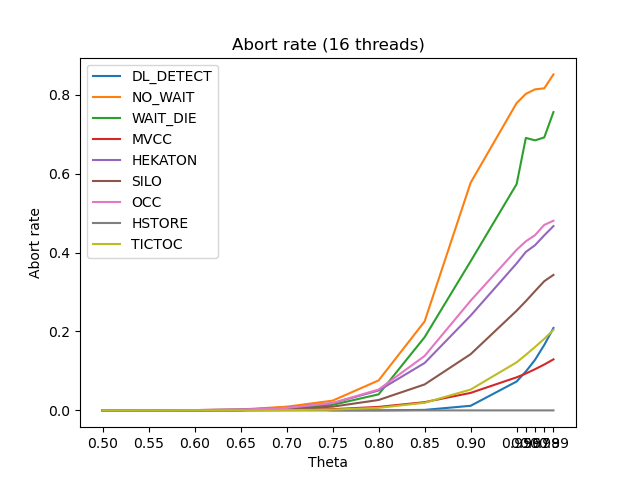 Abort rate (16 threads)
DL_DETECT
NO_WAIT
WAIT_DIE
MVCC
HEKATON
SILO
OCC
HSTORE
TICTOC
Abort rate
0.8
0.6
0.4
0.2
0.0
0.50 0.55 0.60 0.65 0.70 0.75 0.80 0.85 0.90
Theta